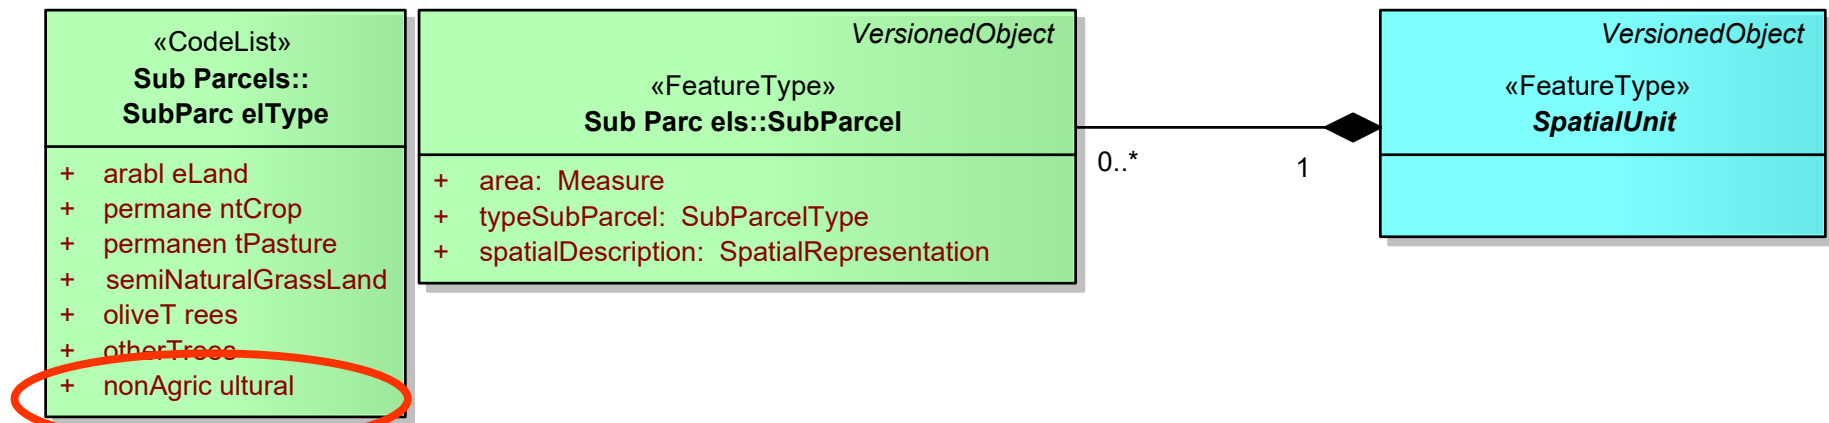 «CodeList»
Sub Parcels::
SubParc elType
+ arabl eLand
+ permane ntCrop
+ permanen tPasture
+ semiNaturalGrassLand
+ oliveT rees
+ otherTrees
+ nonAgric ultural
VersionedObject
«FeatureType»
Sub Parc els::SubParcel
+ area: Measure
+ typeSubParcel: SubParcelType
+ spatialDescription: SpatialRepresentation
0..*
1
VersionedObject
«FeatureType»
SpatialUnit